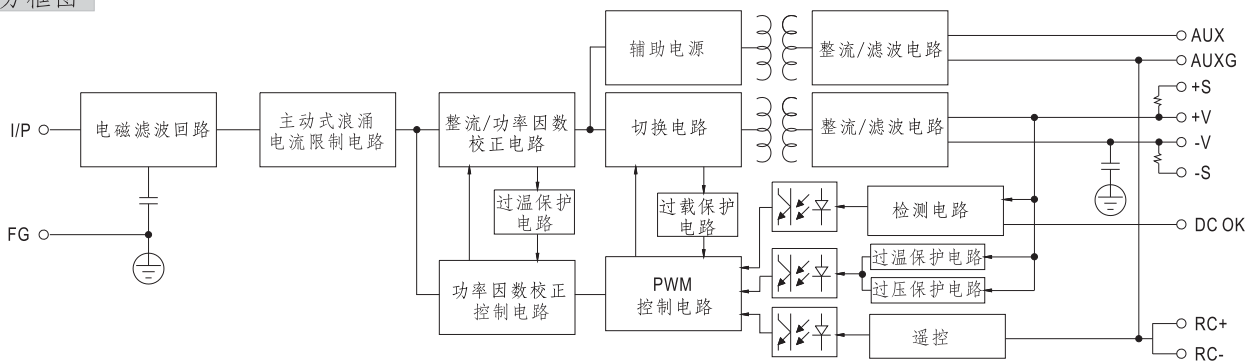 方框图
辅助电源
整流/滤波电路
AUX
AUXG
+S
I/P
电磁滤波回路
主动式浪涌
电流限制电路
整流/功率因数
校正电路
切换电路
整流/滤波电路
+V
-V
-S
过温保护
电路
过载保护
电路
检测电路
DC OK
FG
功率因数校正
控制电路
PWM
控制电路
过温保护电路
过压保护电路
遥控
RC+
RC-